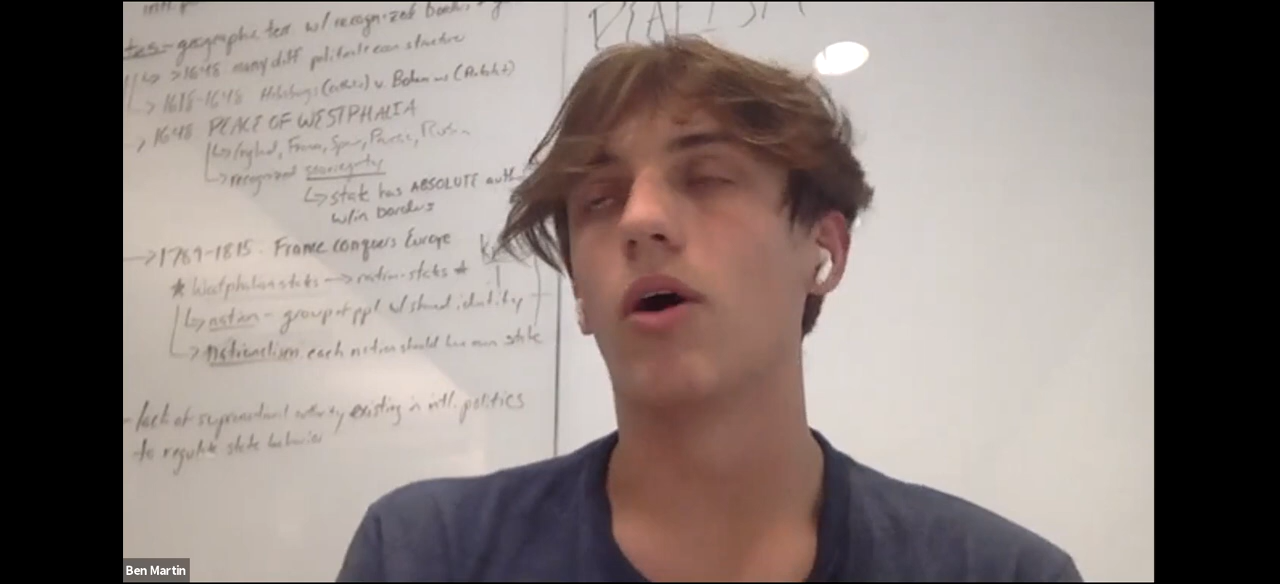 intl. p
REALISM
- geographic terr w/ recognized borders
↳ >1648 many diff political econ structure
↳ 1618-1648 Habsburgs (catholic) v. Bohemians
→ 1648 PEACE OF WESTPHALIA
↳ England, France, Spain, Prussia, Russia
↳ recognized sovereignty
↳ state has ABSOLUTE auth
w/in borders
→ 1789-1815. France conquers Europe
* Westphalian states → nation-states *
↳ nation - group of ppl w/ shared identity
↳ nationalism each nation should have own state
- lack of supranational authority existing in intl. politics
to regulate state behavior
Ben Martin